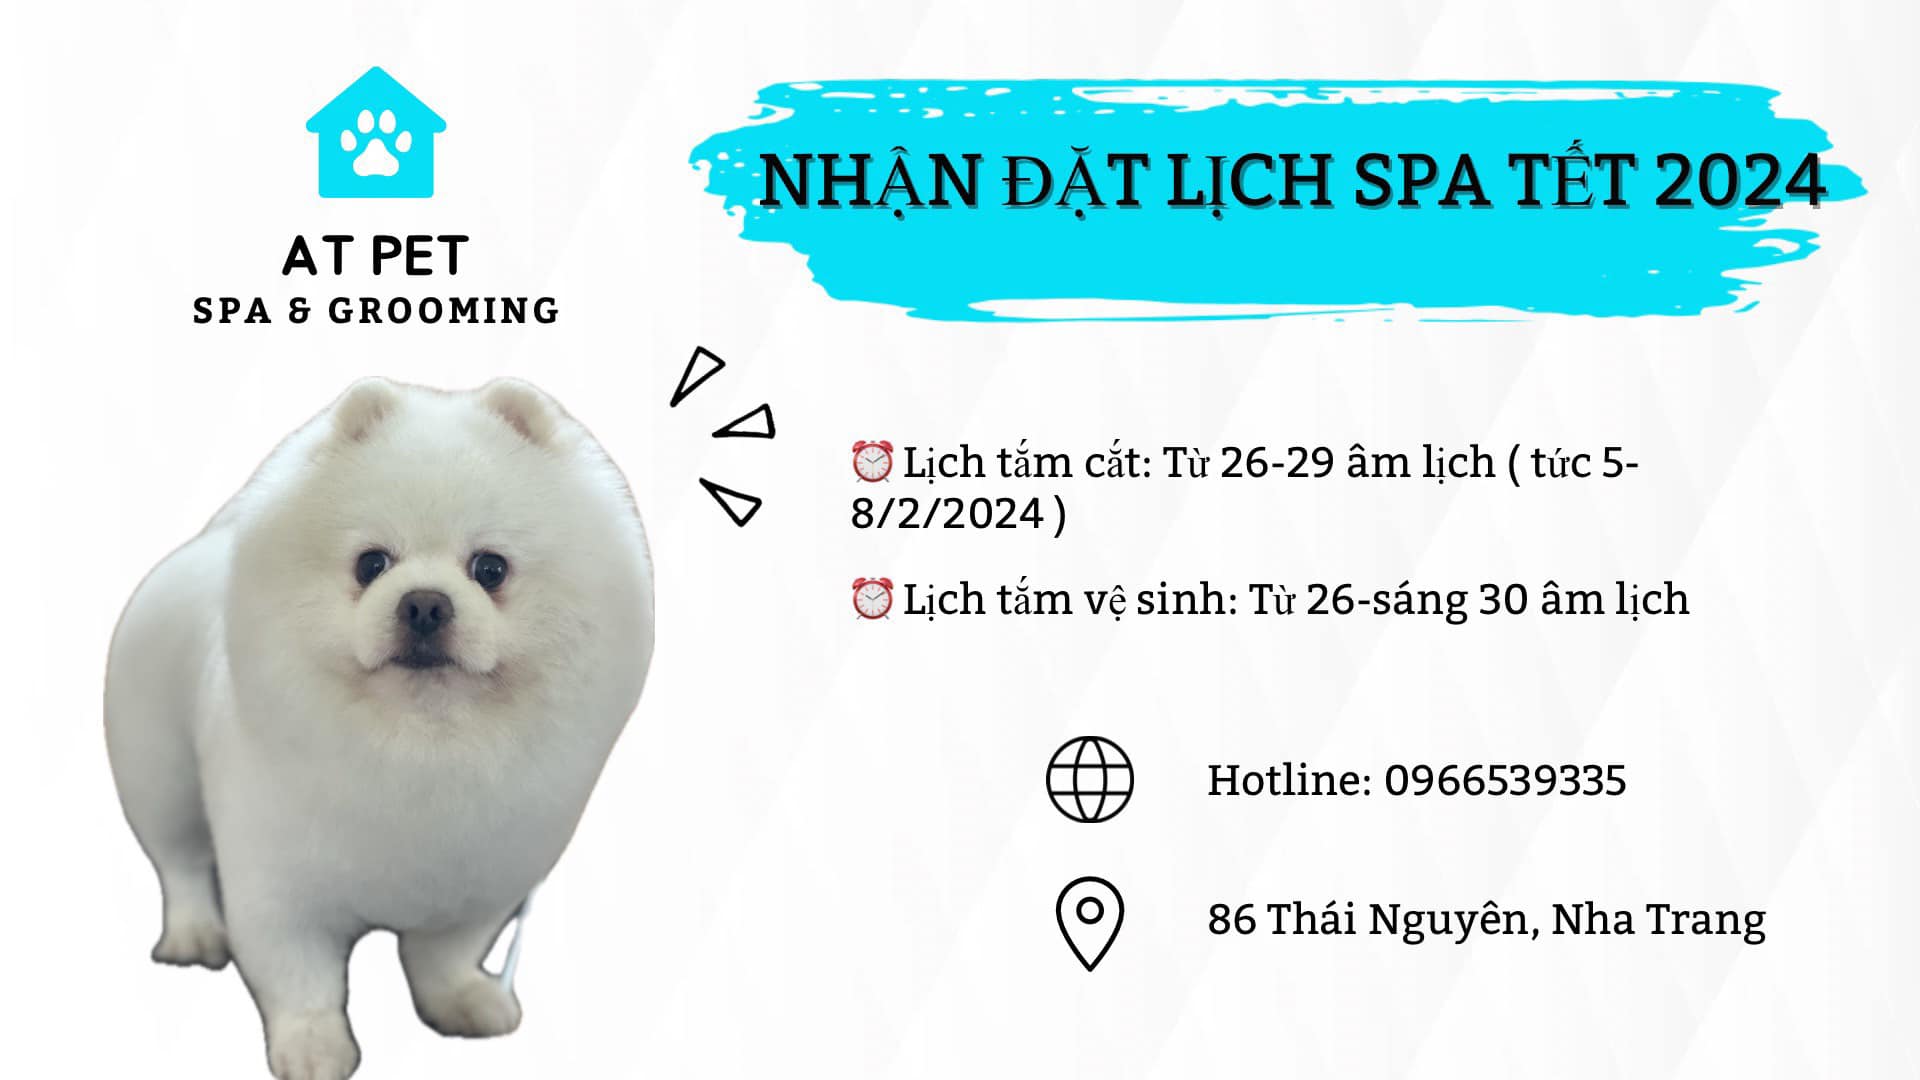 AT PET
SPA & GROOMING
NHẬN ĐẶT LỊCH SPA TẾT 2024
⏰ Lịch tắm cắt: Từ 26-29 âm lịch ( tức 5-
8/2/2024 )
⏰ Lịch tắm vệ sinh: Từ 26-sáng 30 âm lịch
Hotline: 0966539335
86 Thái Nguyên, Nha Trang